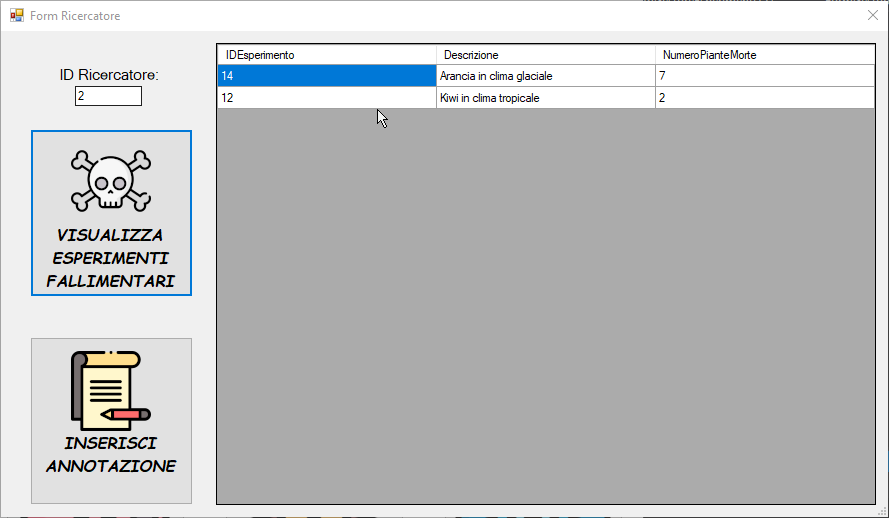 Form Ricercatore
ID Ricercatore:
2
VISUALIZZA
ESPERIMENTI
FALLIMENTARI
INSERISCI
ANNOTAZIONE
IDEsperimento Descrizione NumeroPianteMorte
14 Arancia in clima glaciale 7
12 Kiwi in clima tropicale 2